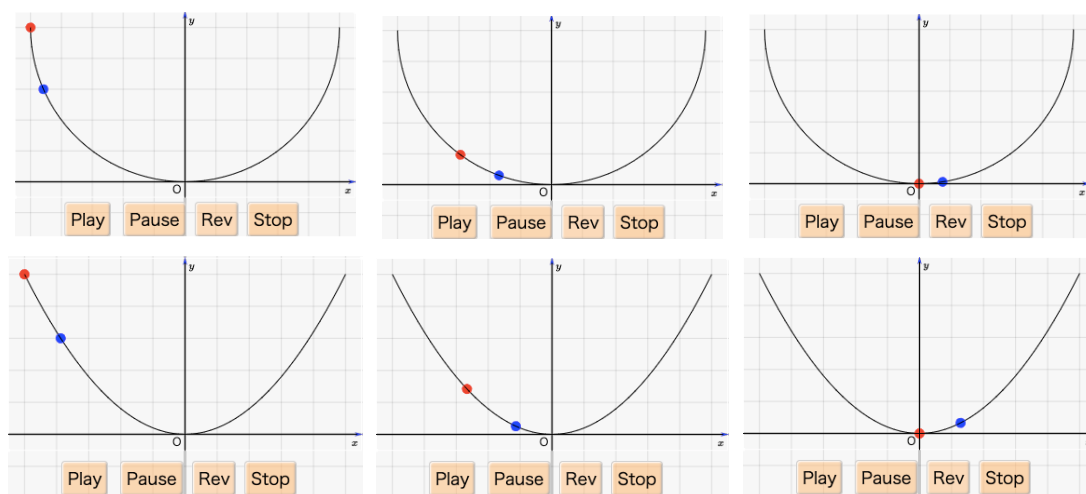 y y y
O x O x O x
Play Pause Rev Stop Play Pause Rev Stop Play Pause Rev Stop
y y y
O x O x O x
Play Pause Rev Stop Play Pause Rev Stop Play Pause Rev Stop